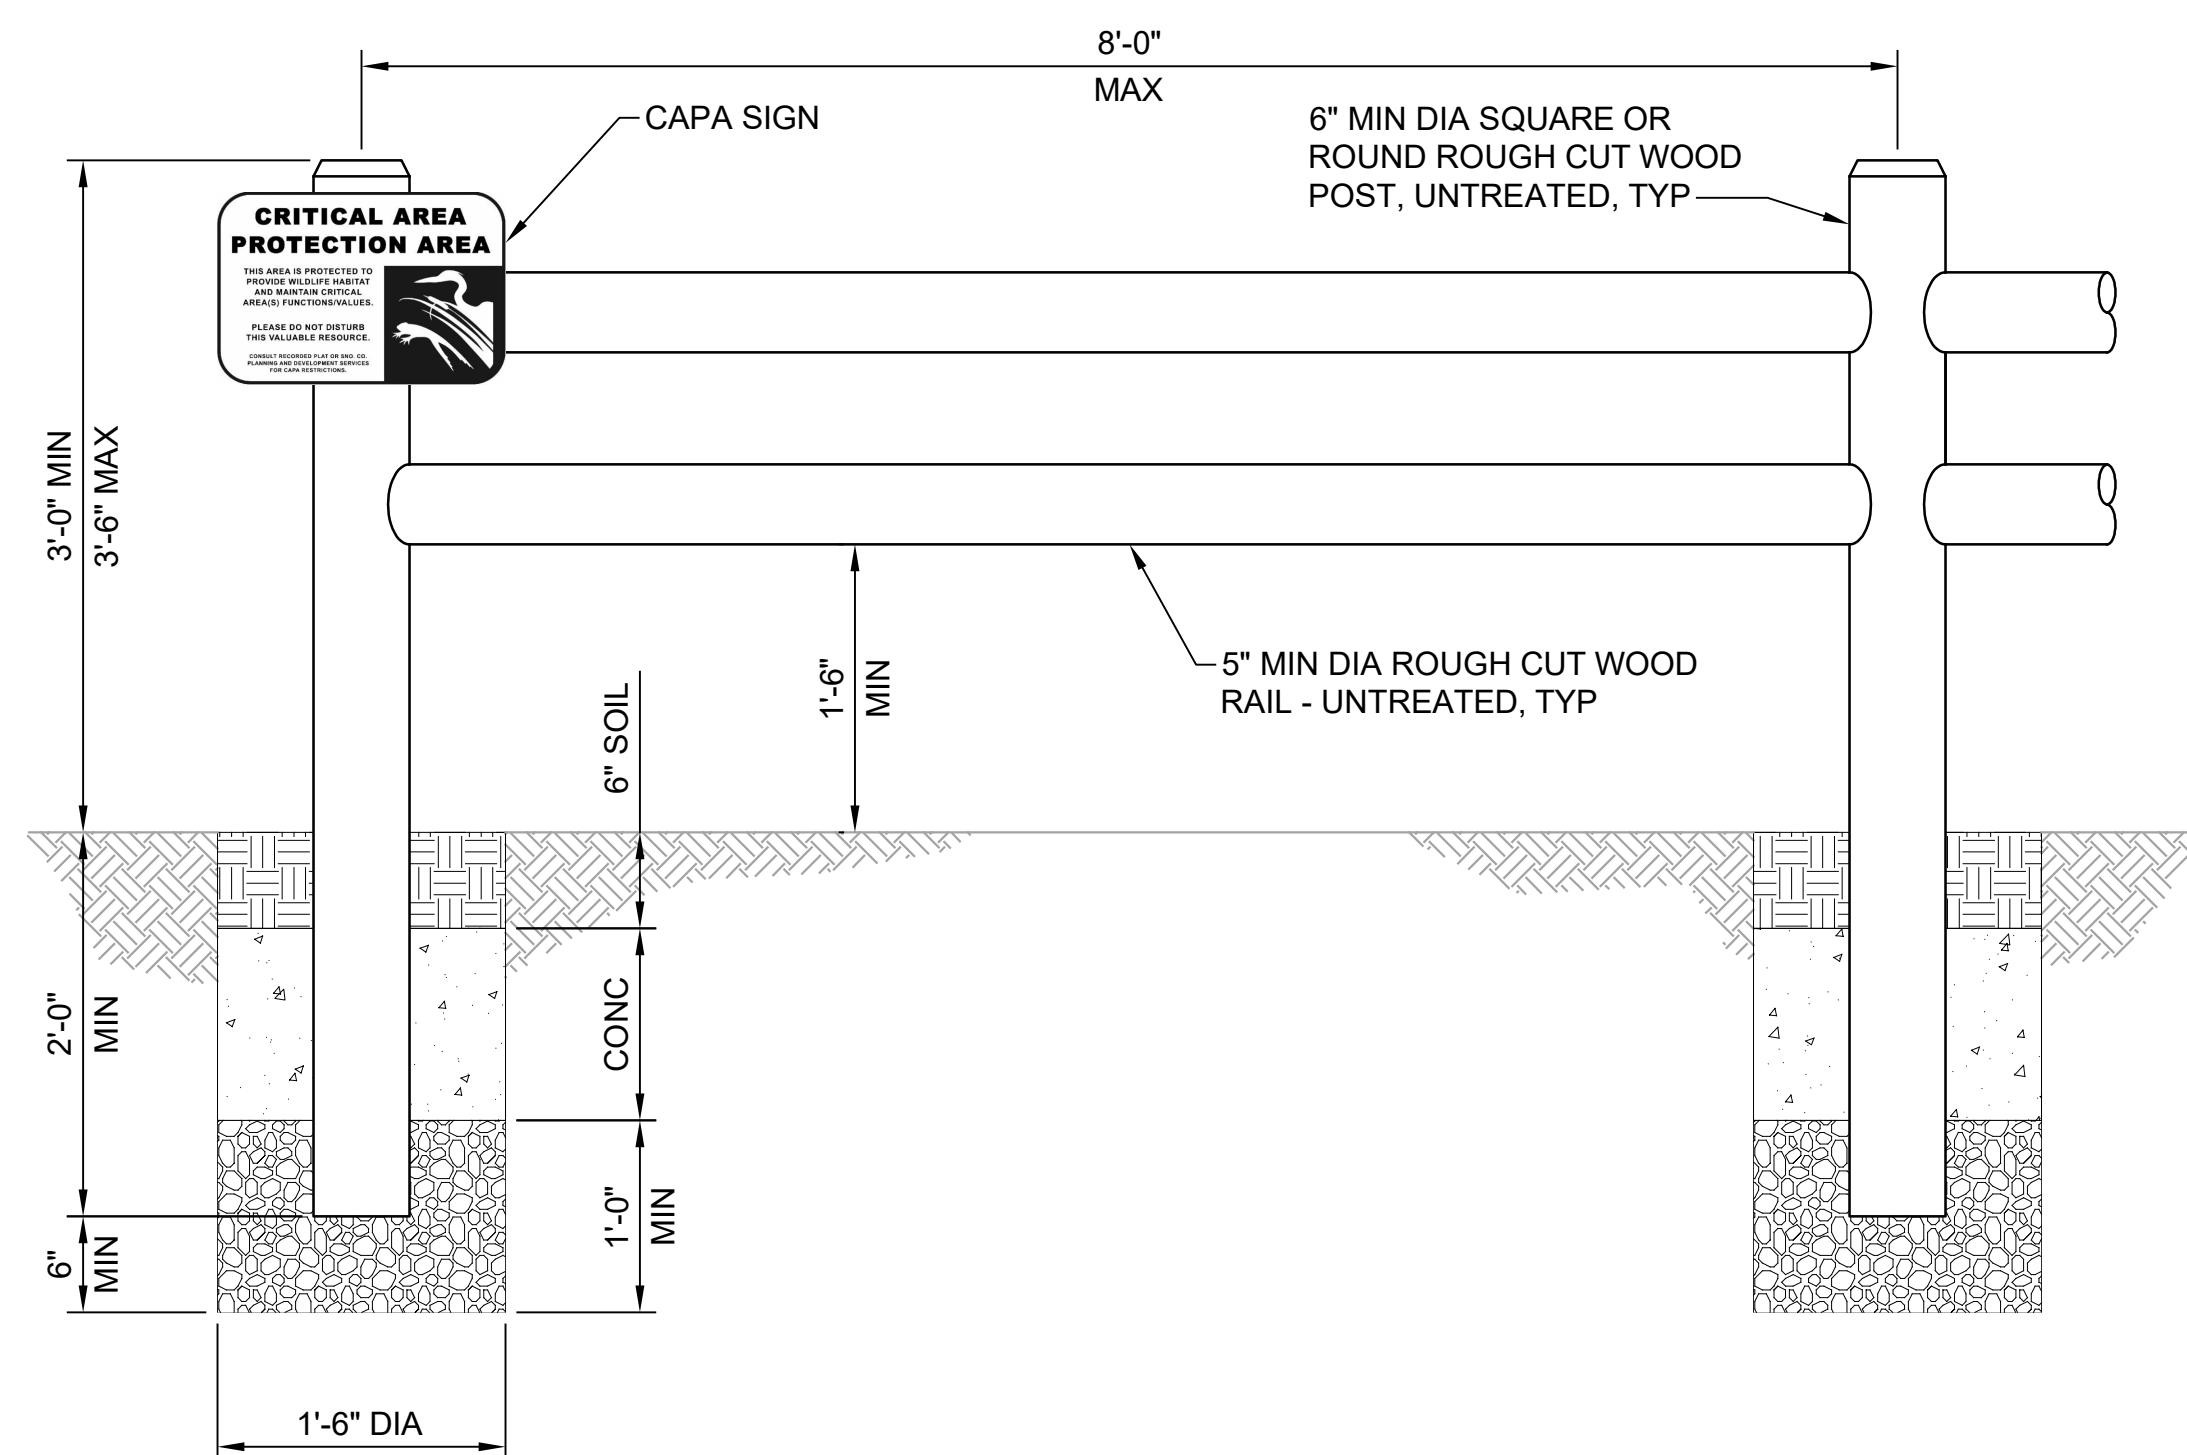 8'-0"
MAX
CAPA SIGN
6" MIN DIA SQUARE OR
ROUND ROUGH CUT WOOD
POST, UNTREATED, TYP
CRITICAL AREA
PROTECTION AREA
THIS AREA IS PROTECTED TO
PROVIDE WILDLIFE HABITAT
AND MAINTAIN CRITICAL
AREA(S) FUNCTIONS/VALUES.
PLEASE DO NOT DISTURB
THIS VALUABLE RESOURCE.
CONSULT RECORDED PLAT OR SNO. CO.
PLANNING AND DEVELOPMENT SERVICES
FOR CAPA RESTRICTIONS.
3'-0" MIN
3'-6" MAX
1'-6"
MIN
5" MIN DIA ROUGH CUT WOOD
RAIL - UNTREATED, TYP
6" SOIL
2'-0"
MIN
CONC
1'-0"
MIN
6"
MIN
1'-6" DIA